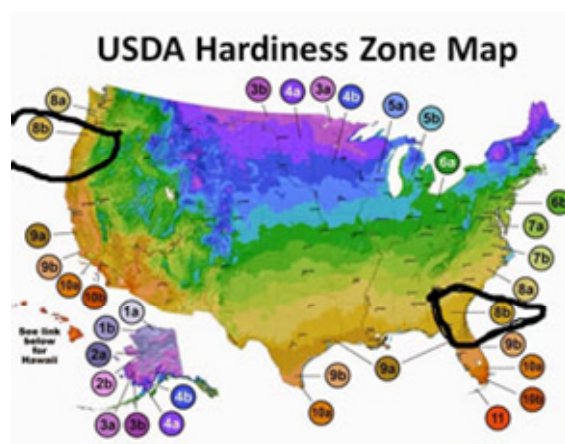 USDA Hardiness Zone Map
3b
4a
3a
4b
8a
5a
8b
5b
6a
6b
7a
9a
7b
9b
8a
10a
10b
8b
See link
below
for
Hawaii
1a
1b
9b
2a
9b
9a
10a
2b
4b
10a
10b
3a
3b
4a
11